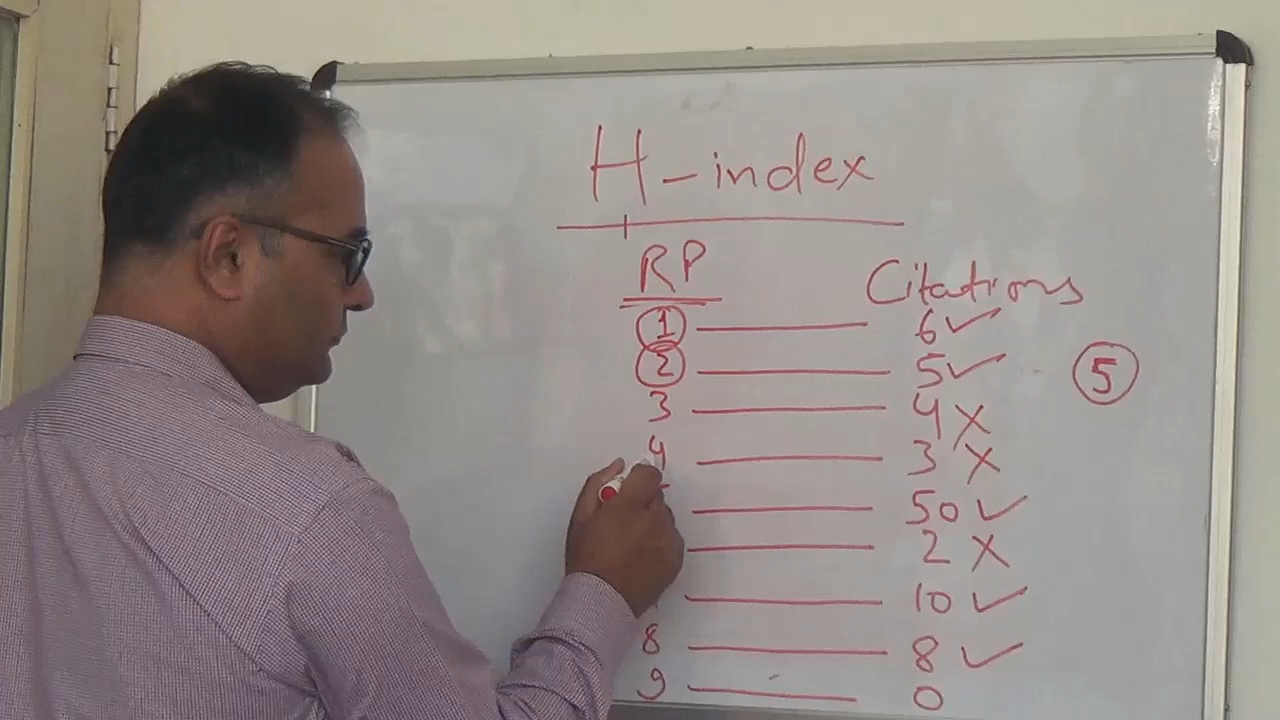 H-index
RP Citations
1 6 ✓
2 5 ✓ 5
3 4 X
4 3 X
50 ✓
2 X
10 ✓
8 8 ✓
9 0